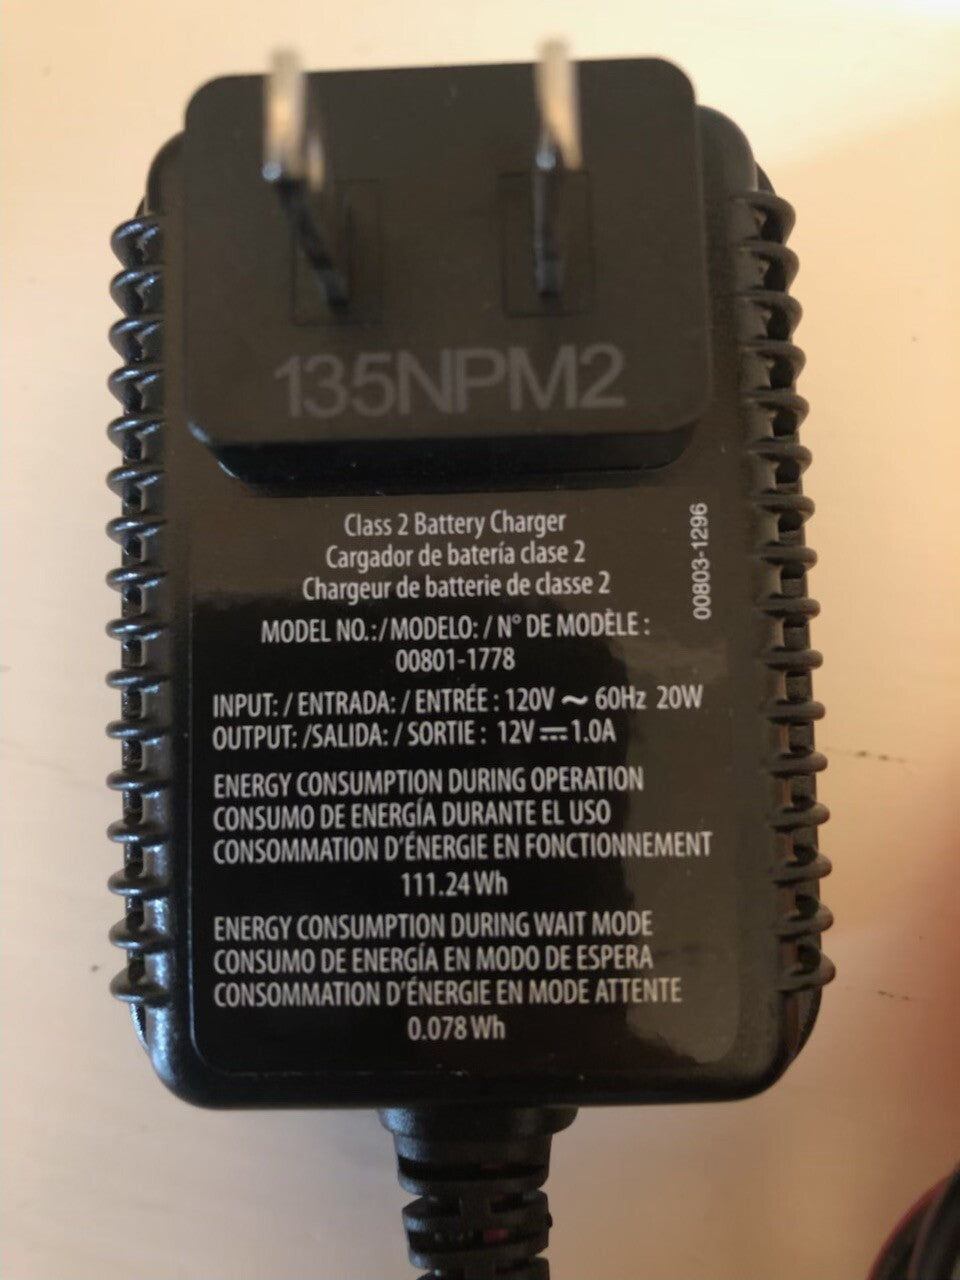 135NPM2
Class 2 Battery Charger
Cargador de batería clase 2
Chargeur de batterie de classe 2
00803-1296
MODEL NO.:/MODELO: / N° DE MODÈLE :
00801-1778
INPUT: / ENTRADA: / ENTRÉE : 120V ~ 60Hz 20W
OUTPUT: /SALIDA: / SORTIE : 12V ⎓ 1.0A
ENERGY CONSUMPTION DURING OPERATION
CONSUMO DE ENERGÍA DURANTE EL USO
CONSOMMATION D'ÉNERGIE EN FONCTIONNEMENT
111.24 Wh
ENERGY CONSUMPTION DURING WAIT MODE
CONSUMO DE ENERGÍA EN MODO DE ESPERA
CONSOMMATION D'ÉNERGIE EN MODE ATTENTE
0.078 Wh